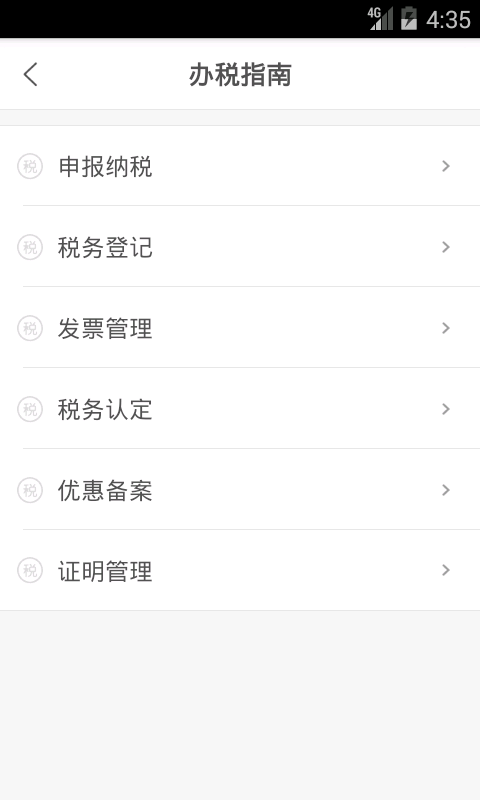 4G 4:35
办税指南
税 申报纳税
税 税务登记
税 发票管理
税 税务认定
税 优惠备案
税 证明管理